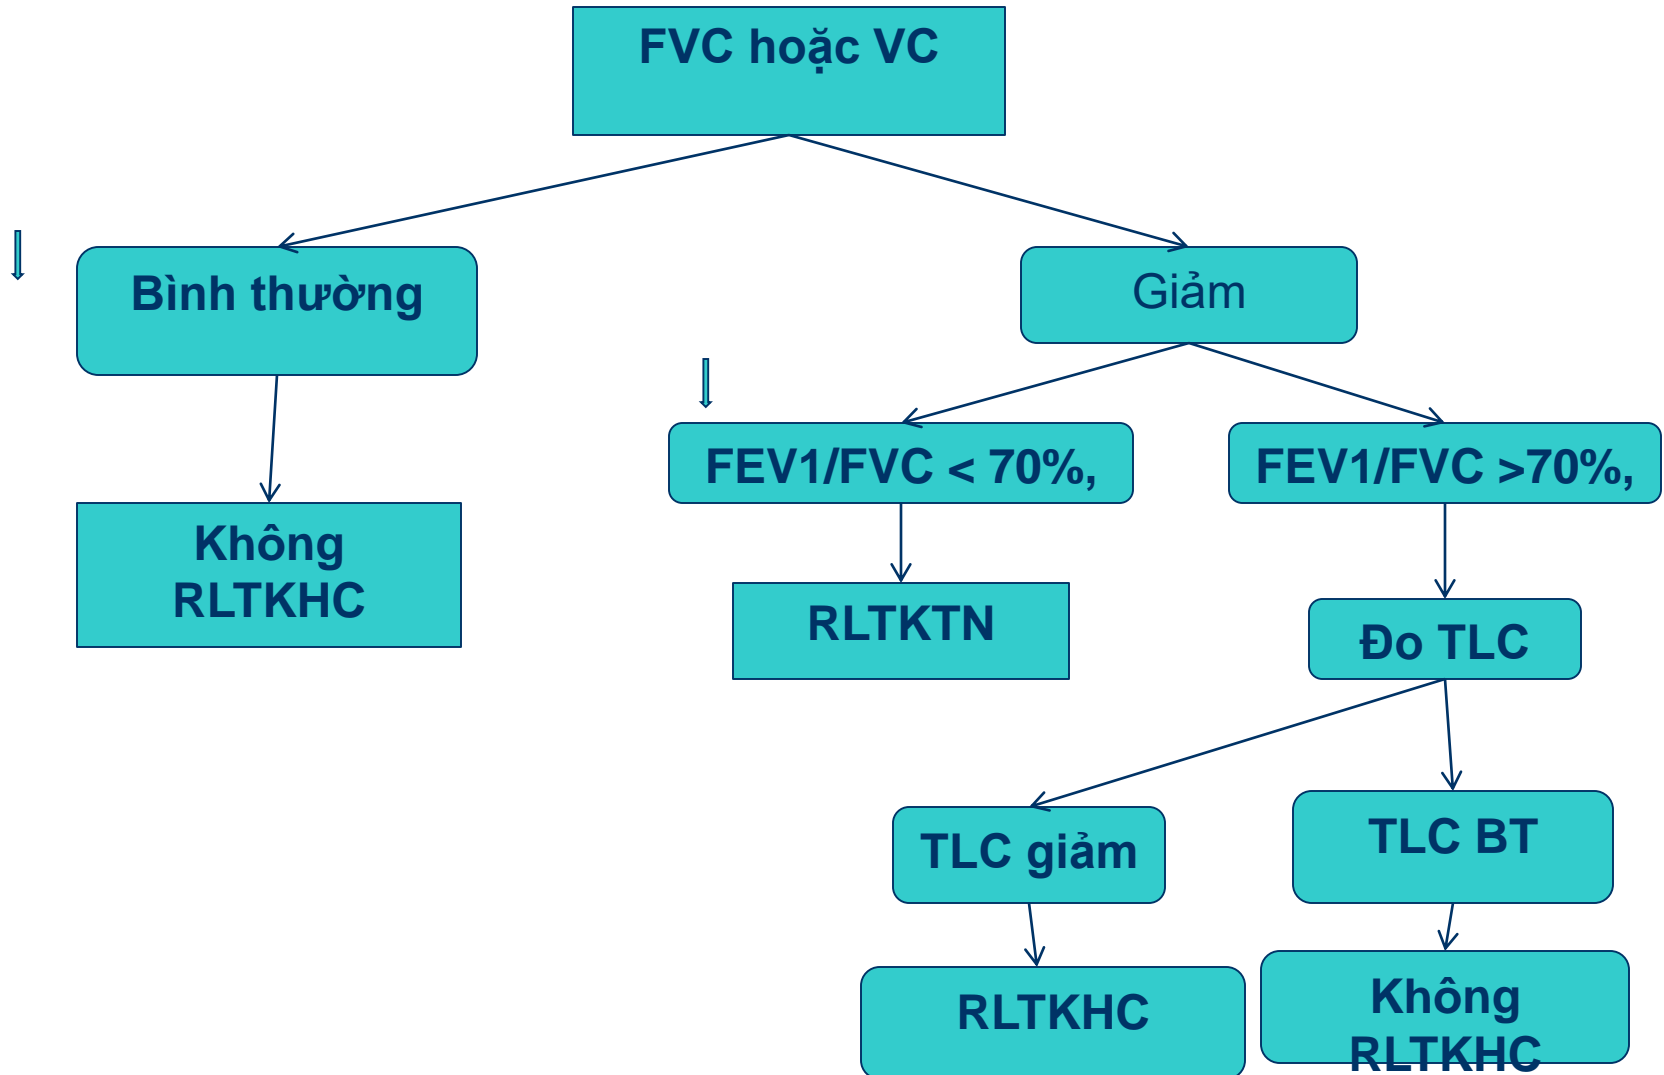 FVC hoặc VC
Bình thường
Giảm
FEV1/FVC < 70%,
FEV1/FVC >70%,
Không
RLTKHC
RLTKTN
Đo TLC
TLC giảm
TLC BT
RLTKHC
Không
RLTKHC